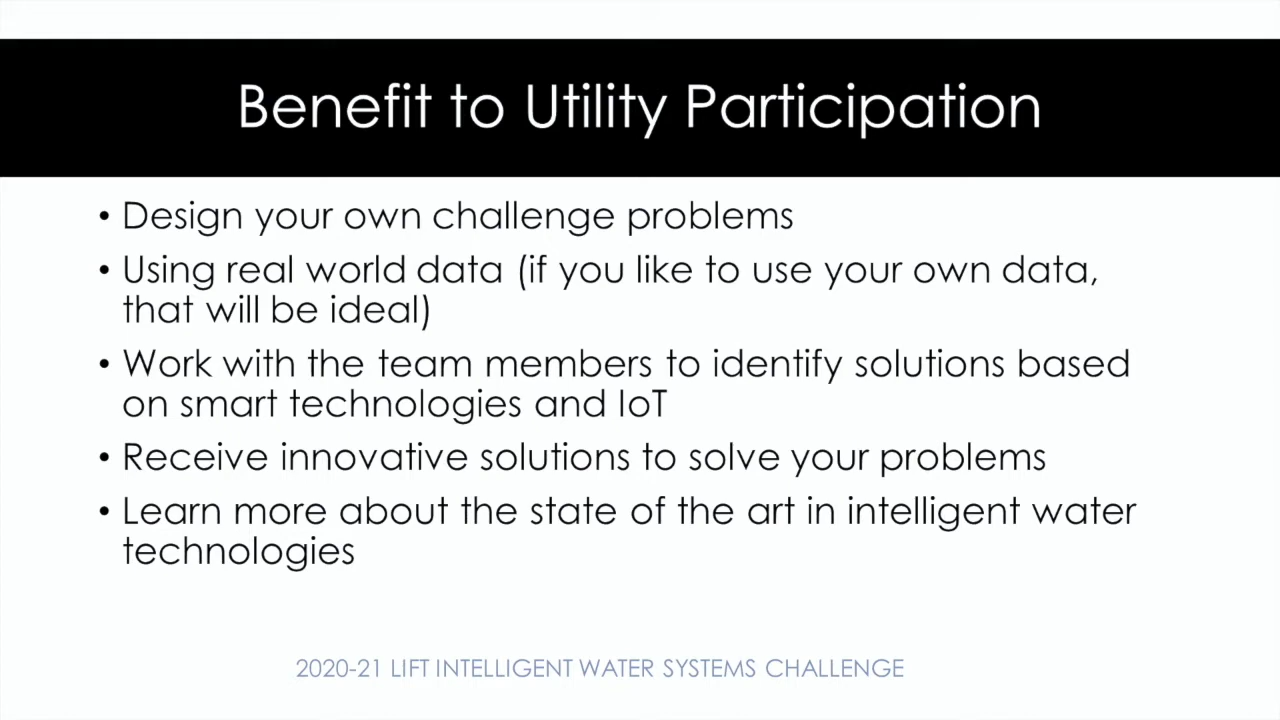 Benefit to Utility Participation
• Design your own challenge problems
• Using real world data (if you like to use your own data,
that will be ideal)
• Work with the team members to identify solutions based
on smart technologies and IoT
• Receive innovative solutions to solve your problems
• Learn more about the state of the art in intelligent water
technologies
2020-21 LIFT INTELLIGENT WATER SYSTEMS CHALLENGE